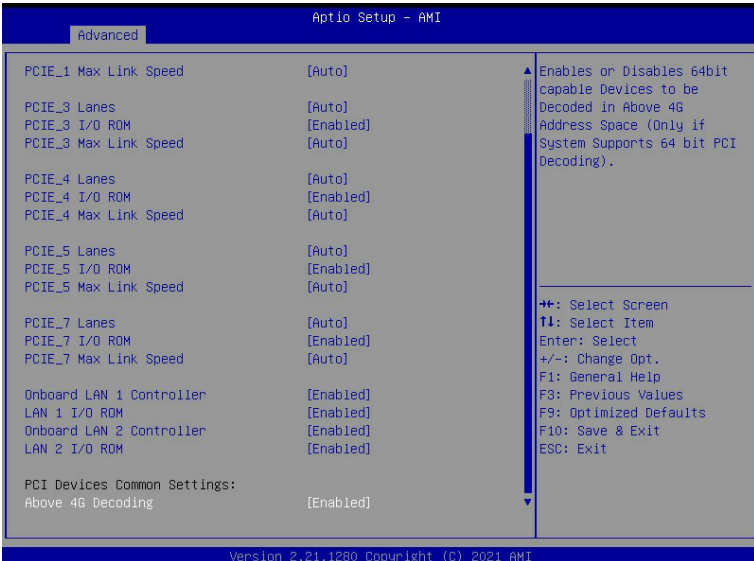 Aptio Setup – AMI
Advanced
PCIE_1 Max Link Speed [Auto]
PCIE_3 Lanes [Auto]
PCIE_3 I/O ROM [Enabled]
PCIE_3 Max Link Speed [Auto]
PCIE_4 Lanes [Auto]
PCIE_4 I/O ROM [Enabled]
PCIE_4 Max Link Speed [Auto]
PCIE_5 Lanes [Auto]
PCIE_5 I/O ROM [Enabled]
PCIE_5 Max Link Speed [Auto]
PCIE_7 Lanes [Auto]
PCIE_7 I/O ROM [Enabled]
PCIE_7 Max Link Speed [Auto]
Onboard LAN 1 Controller [Enabled]
LAN 1 I/O ROM [Enabled]
Onboard LAN 2 Controller [Enabled]
LAN 2 I/O ROM [Enabled]
PCI Devices Common Settings:
Above 4G Decoding [Enabled]
Enables or Disables 64bit
capable Devices to be
Decoded in Above 4G
Address Space (Only if
System Supports 64 bit PCI
Decoding).
→←: Select Screen
↑↓: Select Item
Enter: Select
+/-: Change Opt.
F1: General Help
F3: Previous Values
F9: Optimized Defaults
F10: Save & Exit
ESC: Exit
Version 2.21.1280 Copyright (C) 2021 AMI